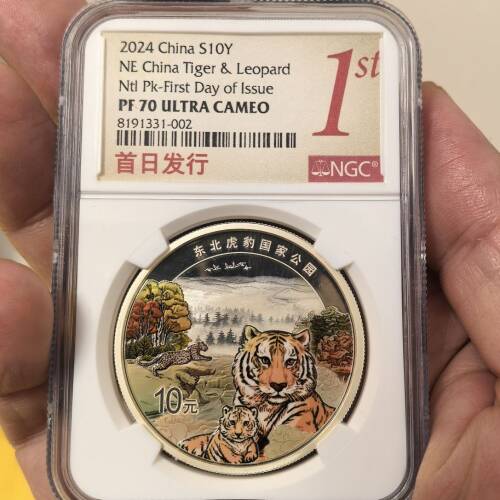 2024 China S10Y
NE China Tiger & Leopard
Ntl Pk-First Day of Issue
PF 70 ULTRA CAMEO
8191331-002
首日发行
1st
NGC®
东北虎豹国家公园
10元